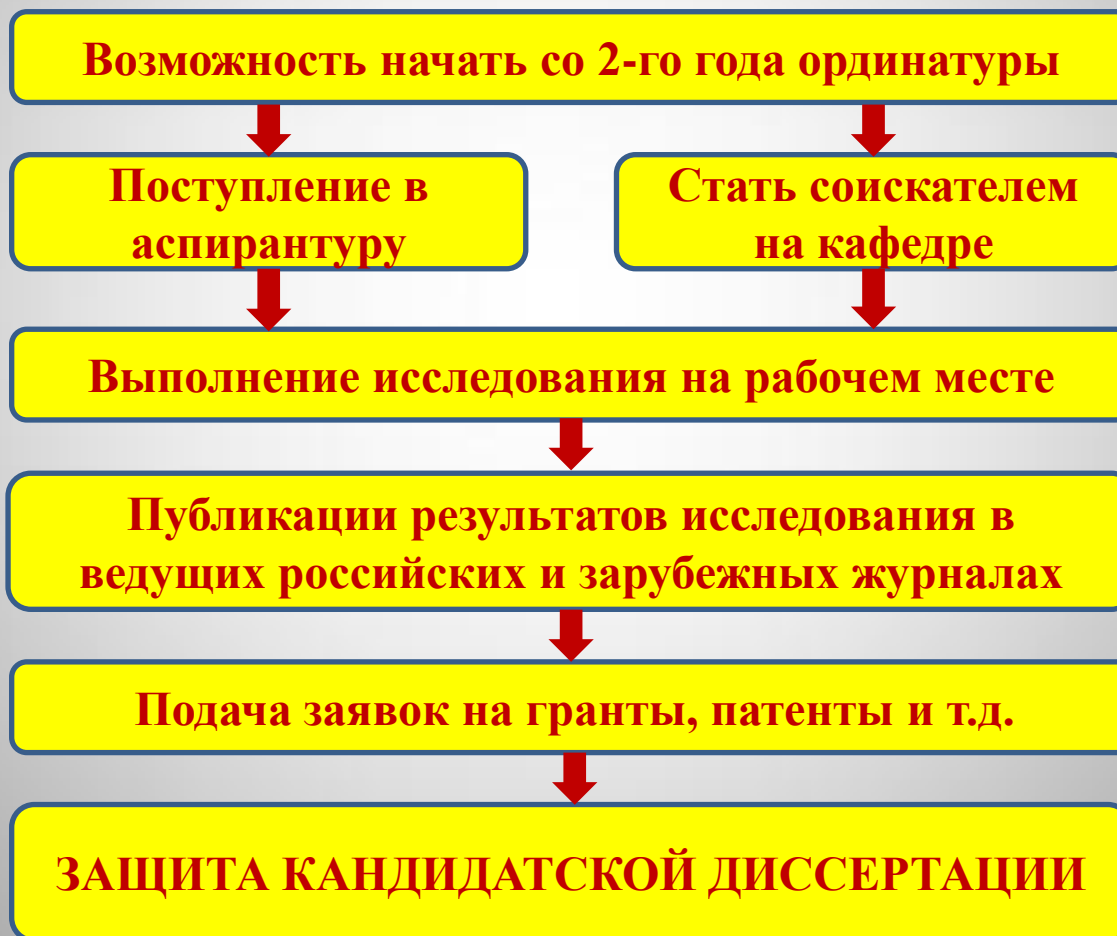 Возможность начать со 2-го года ординатуры
Поступление в
аспирантуру
Стать соискателем
на кафедре
Выполнение исследования на рабочем месте
Публикации результатов исследования в
ведущих российских и зарубежных журналах
Подача заявок на гранты, патенты и т.д.
ЗАЩИТА КАНДИДАТСКОЙ ДИССЕРТАЦИИ